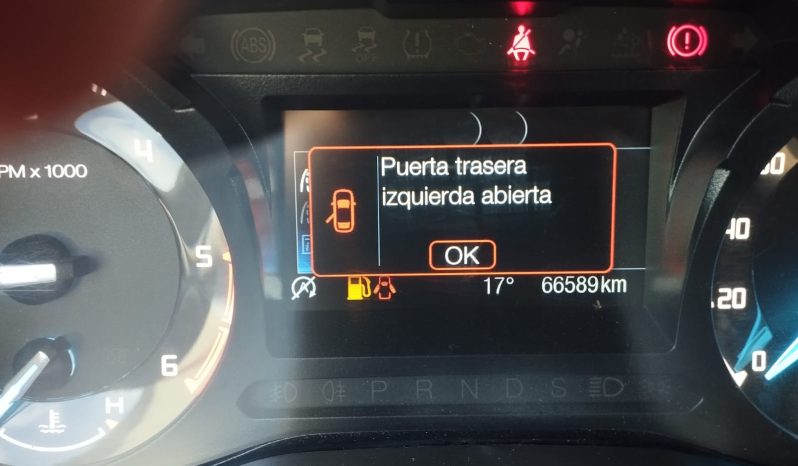 ABS
OFF
PM x 1000
4
5
6
H
Puerta trasera
izquierda abierta
OK
17° 66589km
P R N D S
40
20
0